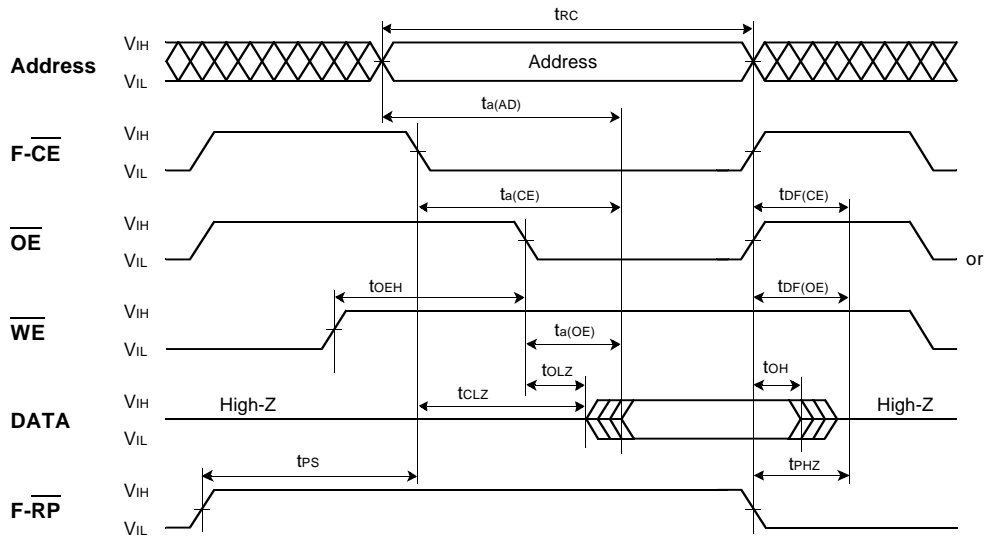 tRC
VIH
Address
Address
VIL
ta(AD)
VIH
F-CE
VIL
ta(CE)
tDF(CE)
VIH
OE
VIL
or
tOEH
tDF(OE)
VIH
WE
VIL
ta(OE)
tOLZ
tOH
tCLZ
VIH
High-Z
High-Z
DATA
VIL
tPS
tPHZ
VIH
F-RP
VIL